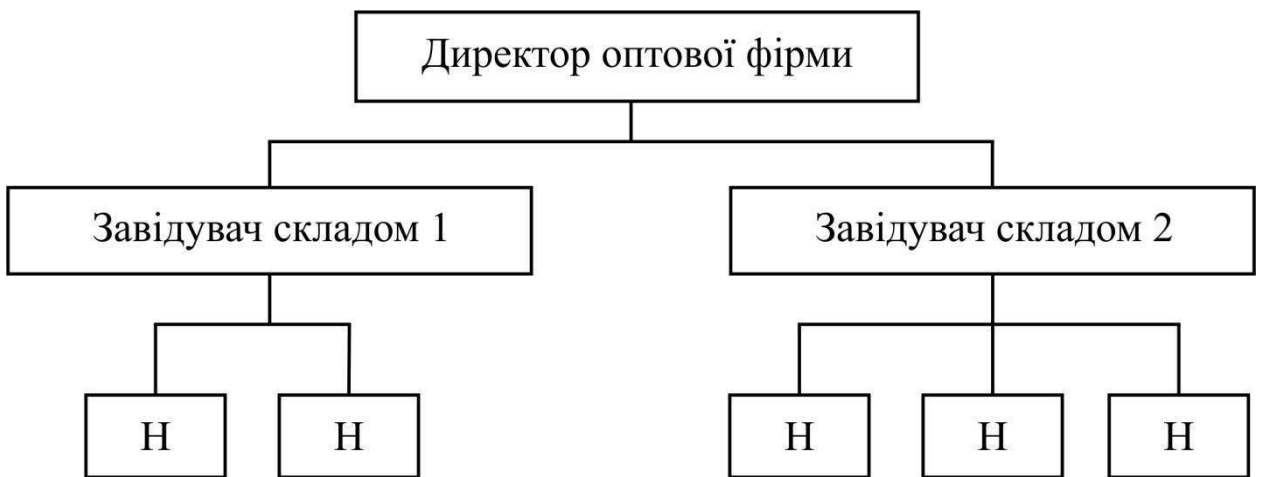 Директор оптової фірми
Завідувач складом 1
Завідувач складом 2
Н
Н
Н
Н
Н